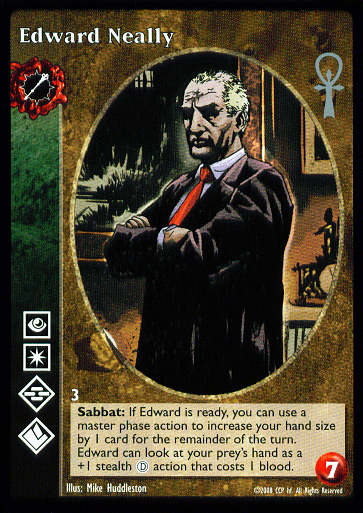 Edward Neally
3
Sabbat: If Edward is ready, you can use a
master phase action to increase your hand size
by 1 card for the remainder of the turn.
Edward can look at your prey's hand as a
+1 stealth Ⓓ action that costs 1 blood.
7
Illus: Mike Huddleston
©2008 CCP hf. All Rights Reserved